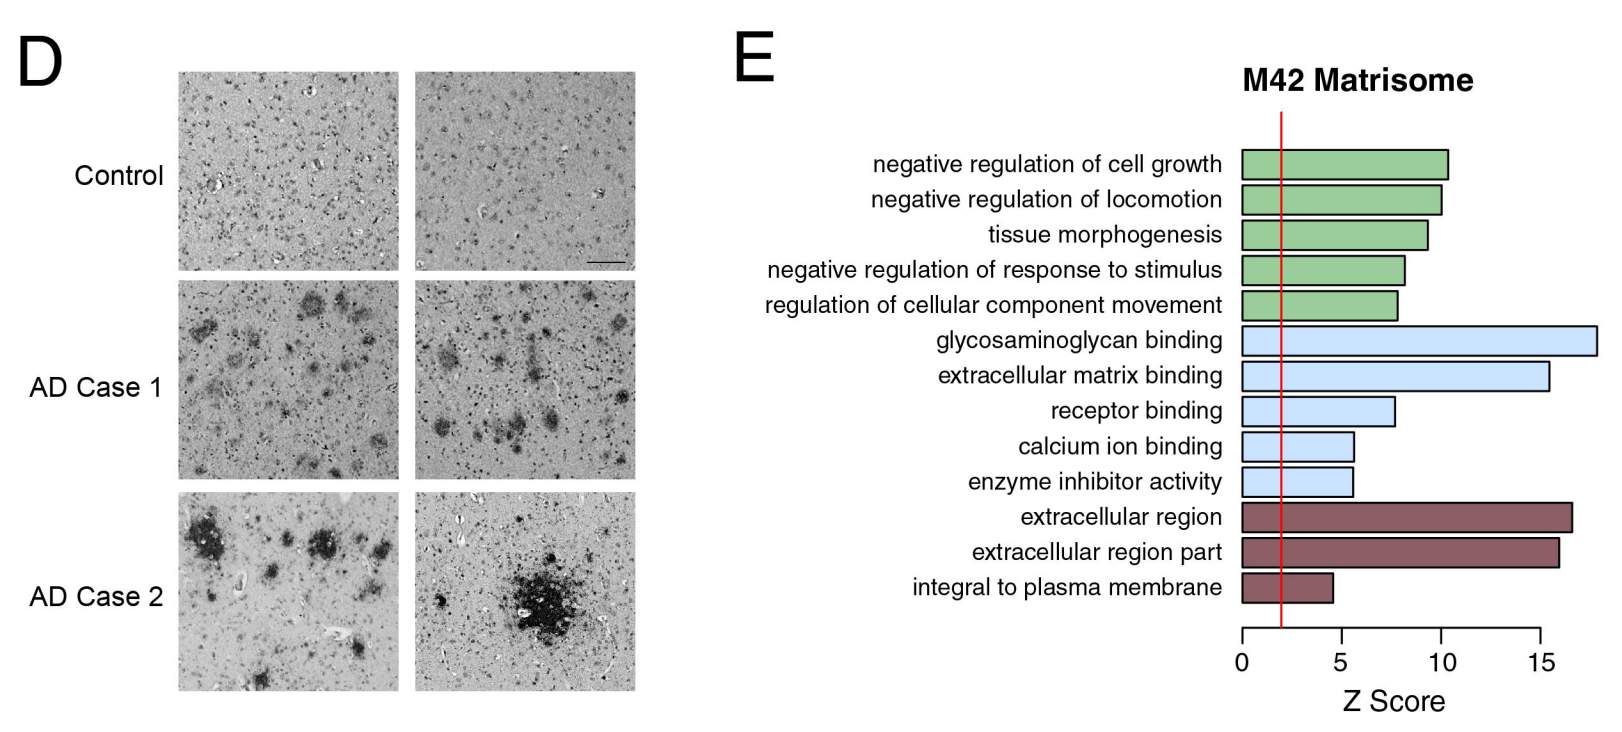 D
Control
AD Case 1
AD Case 2
E
M42 Matrisome
negative regulation of cell growth
negative regulation of locomotion
tissue morphogenesis
negative regulation of response to stimulus
regulation of cellular component movement
glycosaminoglycan binding
extracellular matrix binding
receptor binding
calcium ion binding
enzyme inhibitor activity
extracellular region
extracellular region part
integral to plasma membrane
0 5 10 15
Z Score